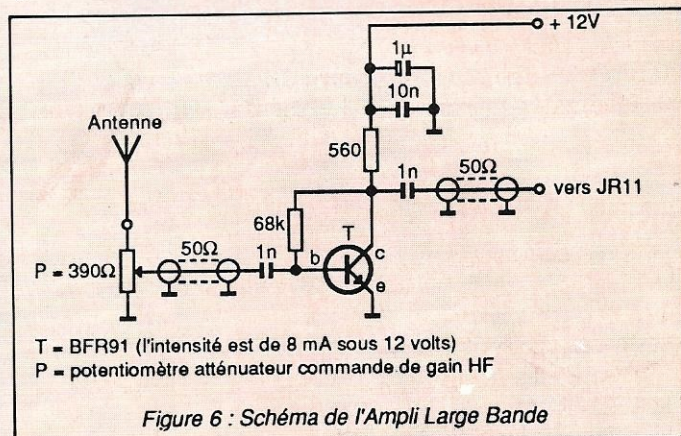 + 12V
1µ
10n
Antenne
560
1n
50Ω
vers JR11
68k
T
P = 390Ω
50Ω
1n
b
c
e
T = BFR91 (l'intensité est de 8 mA sous 12 volts)
P = potentiomètre atténuateur commande de gain HF
Figure 6 : Schéma de l'Ampli Large Bande